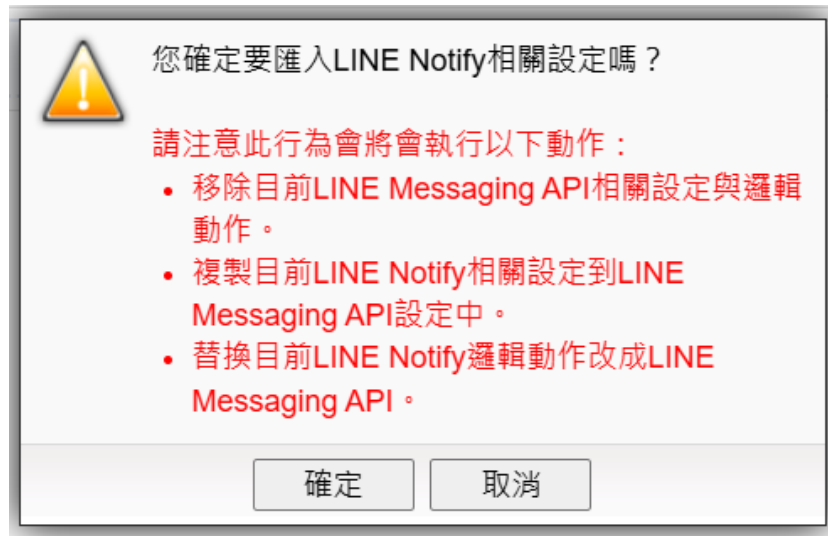 您確定要匯入LINE Notify相關設定嗎？
請注意此行為會將會執行以下動作：
• 移除目前LINE Messaging API相關設定與邏輯
動作。
• 複製目前LINE Notify相關設定到LINE
Messaging API設定中。
• 替換目前LINE Notify邏輯動作改成LINE
Messaging API。
確定
取消